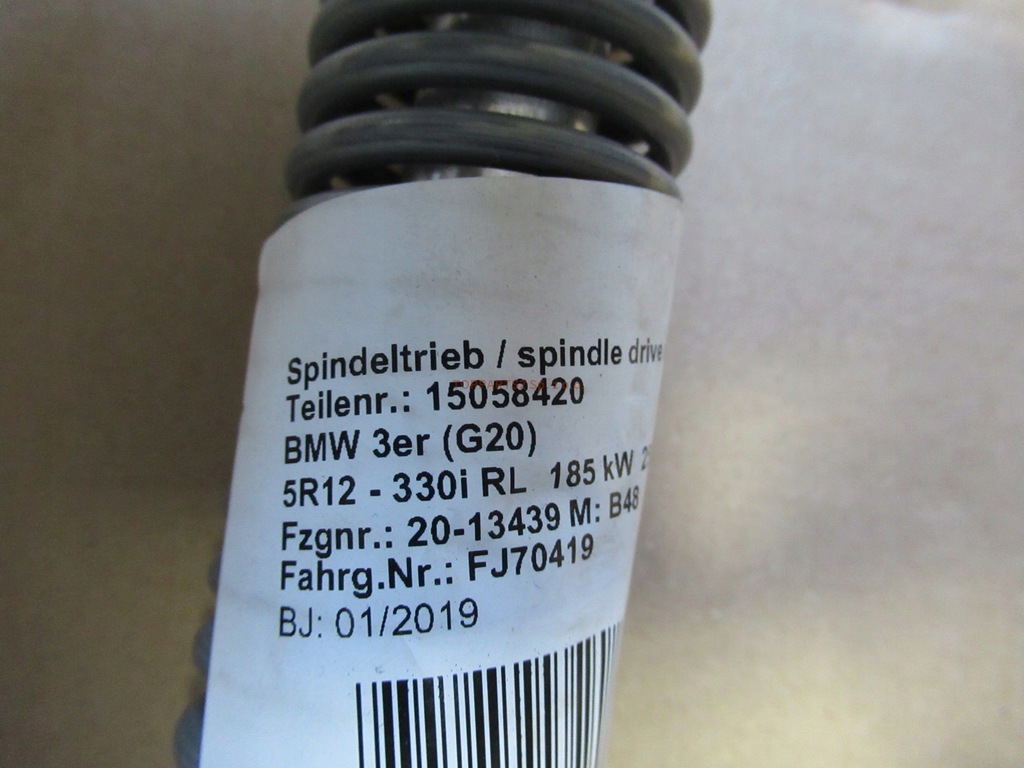 Spindeltrieb / spindle drive
Teilenr.: 15058420
BMW 3er (G20)
5R12 - 330i RL 185 kW
Fzgnr.: 20-13439 M: B48
Fahrg.Nr.: FJ70419
BJ: 01/2019